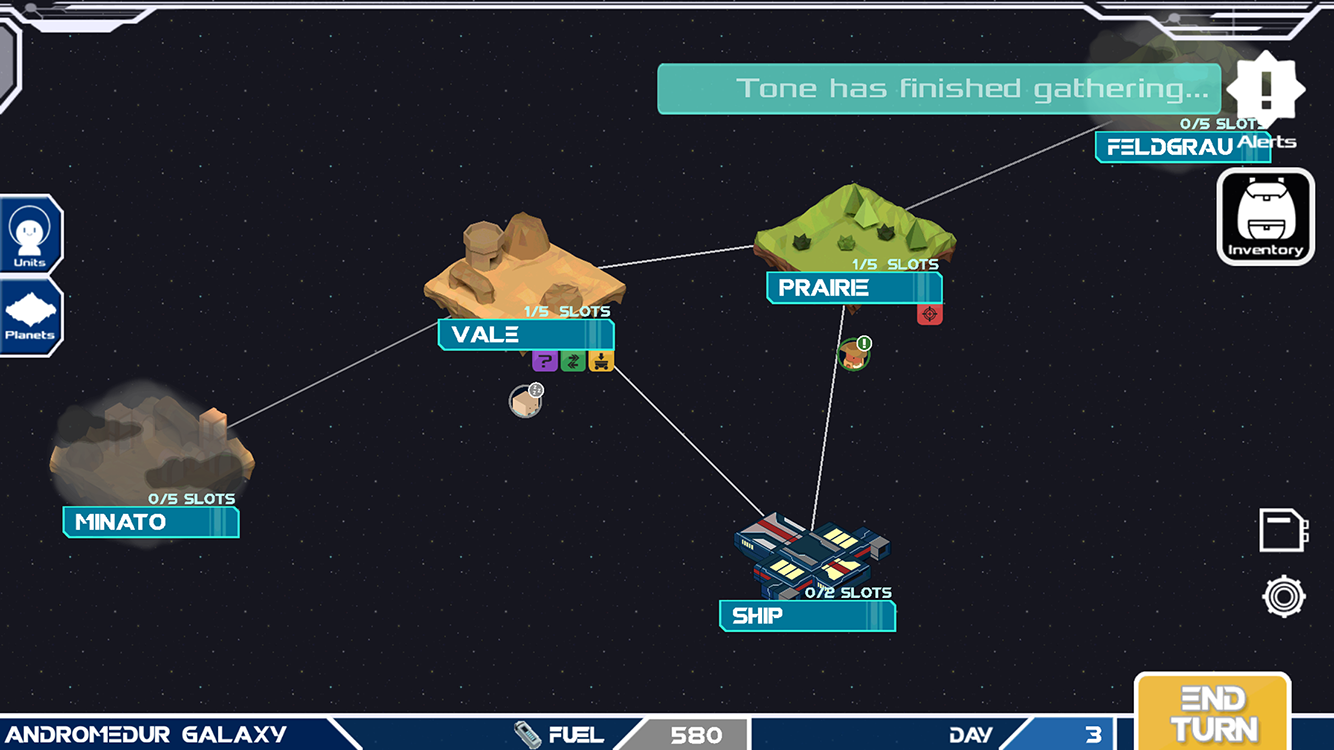 Tone has finished gathering...
Alerts
0/5 SLOTS
FELDGRAU
Inventory
Units
Planets
1/5 SLOTS
PRAIRE
1/5 SLOTS
VALE
?
!
0/5 SLOTS
MINATO
0/2 SLOTS
SHIP
END
TURN
ANDROMEDUR GALAXY
FUEL
580
DAY
3